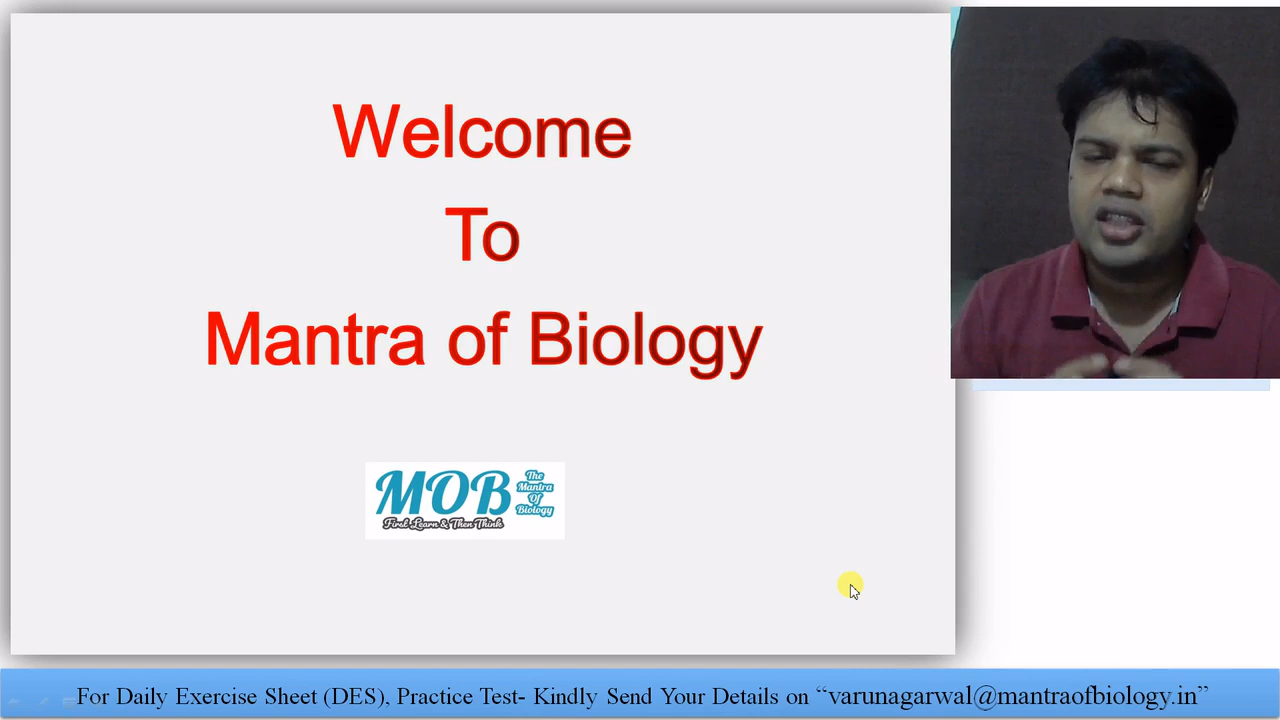 Welcome
To
Mantra of Biology
MOB
The
Mantra
Of
Biology
First Learn & Then Think
For Daily Exercise Sheet (DES), Practice Test- Kindly Send Your Details on “varunagarwal@mantraofbiology.in”